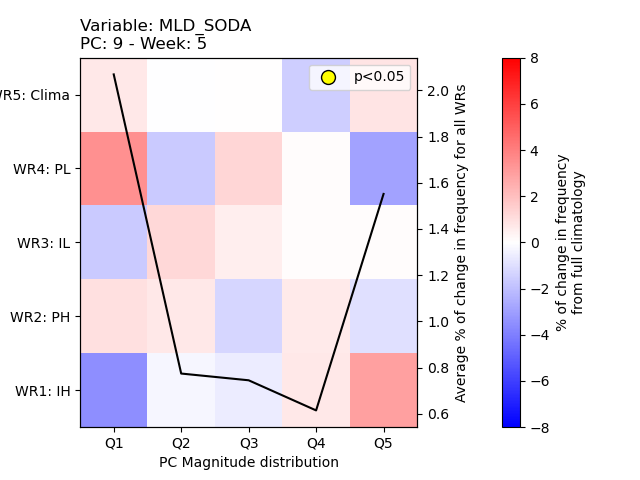 Variable: MLD_SODA
PC: 9 - Week: 5
p<0.05
WR5: Clima
WR4: PL
WR3: IL
WR2: PH
WR1: IH
Q1 Q2 Q3 Q4 Q5
PC Magnitude distribution
2.0
1.8
1.6
1.4
1.2
1.0
0.8
0.6
Average % of change in frequency for all WRs
8
6
4
2
0
−2
−4
−6
−8
% of change in frequency
from full climatology